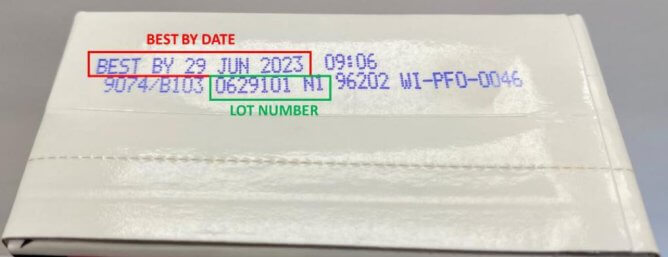 BEST BY DATE
BEST BY 29 JUN 2023 09:06
9074/B103 0629101 N1 96202 WI-PFO-0046
LOT NUMBER